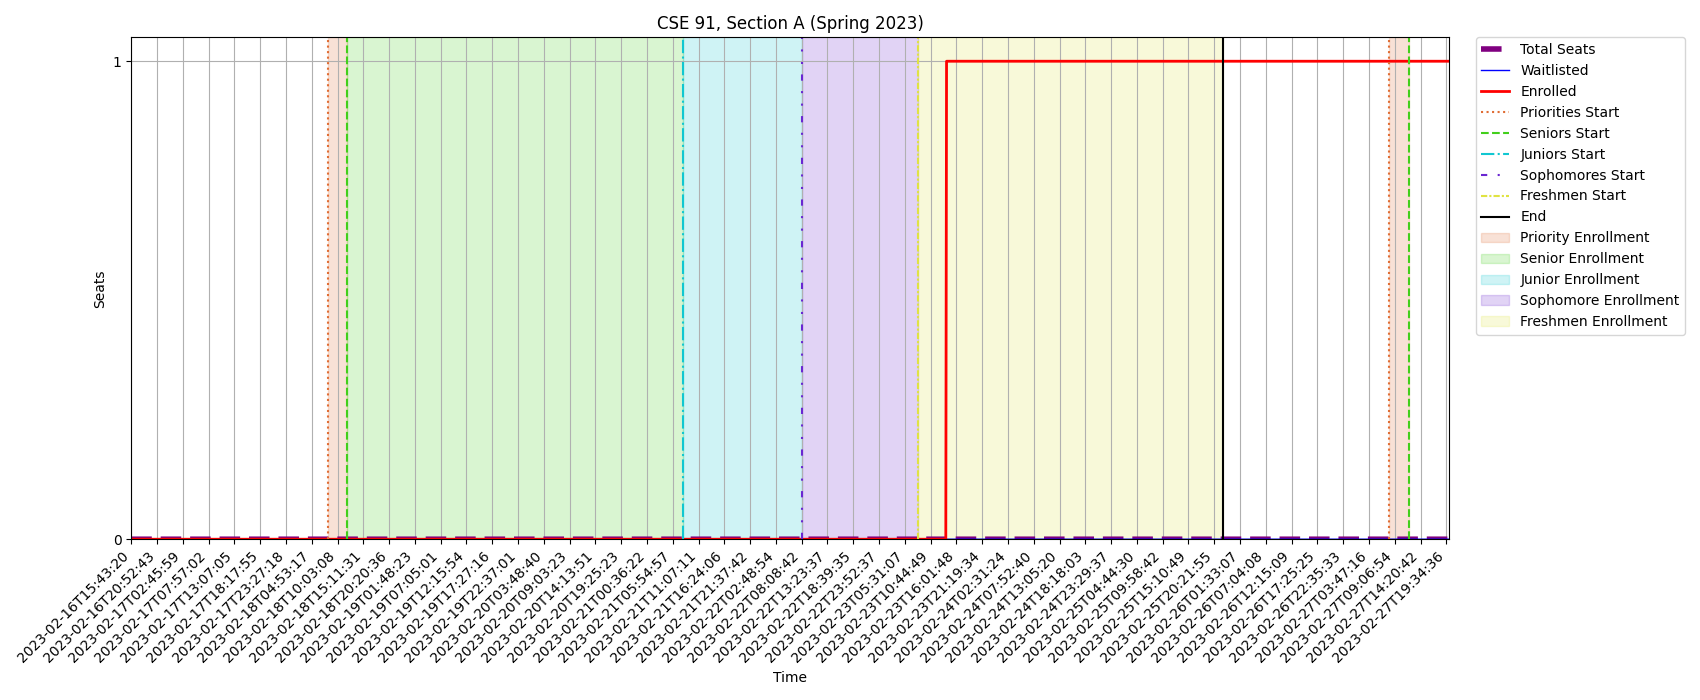 CSE 91, Section A (Spring 2023)
Seats
1
0
Total Seats
Waitlisted
Enrolled
Priorities Start
Seniors Start
Juniors Start
Sophomores Start
Freshmen Start
End
Priority Enrollment
Senior Enrollment
Junior Enrollment
Sophomore Enrollment
Freshmen Enrollment
2023-02-16T15:43:20
2023-02-16T20:52:43
2023-02-17T02:45:59
2023-02-17T07:57:02
2023-02-17T13:07:05
2023-02-17T18:17:55
2023-02-17T23:27:18
2023-02-18T04:53:17
2023-02-18T10:03:08
2023-02-18T15:11:31
2023-02-18T20:20:36
2023-02-19T01:48:23
2023-02-19T07:05:01
2023-02-19T12:15:54
2023-02-19T17:27:16
2023-02-19T22:37:01
2023-02-20T03:48:40
2023-02-20T09:03:23
2023-02-20T14:13:51
2023-02-20T19:25:23
2023-02-21T00:36:22
2023-02-21T05:54:57
2023-02-21T11:07:11
2023-02-21T16:24:06
2023-02-21T21:37:42
2023-02-22T02:48:54
2023-02-22T08:08:42
2023-02-22T13:23:37
2023-02-22T18:39:35
2023-02-22T23:52:37
2023-02-23T05:31:07
2023-02-23T10:44:49
2023-02-23T16:01:48
2023-02-23T21:19:34
2023-02-24T02:31:24
2023-02-24T07:52:40
2023-02-24T13:05:20
2023-02-24T18:18:03
2023-02-24T23:29:37
2023-02-25T04:44:30
2023-02-25T09:58:42
2023-02-25T15:10:49
2023-02-25T20:21:55
2023-02-26T01:33:07
2023-02-26T07:04:08
2023-02-26T12:15:09
2023-02-26T17:25:25
2023-02-26T22:35:33
2023-02-27T03:47:16
2023-02-27T09:06:54
2023-02-27T14:20:42
2023-02-27T19:34:36
Time